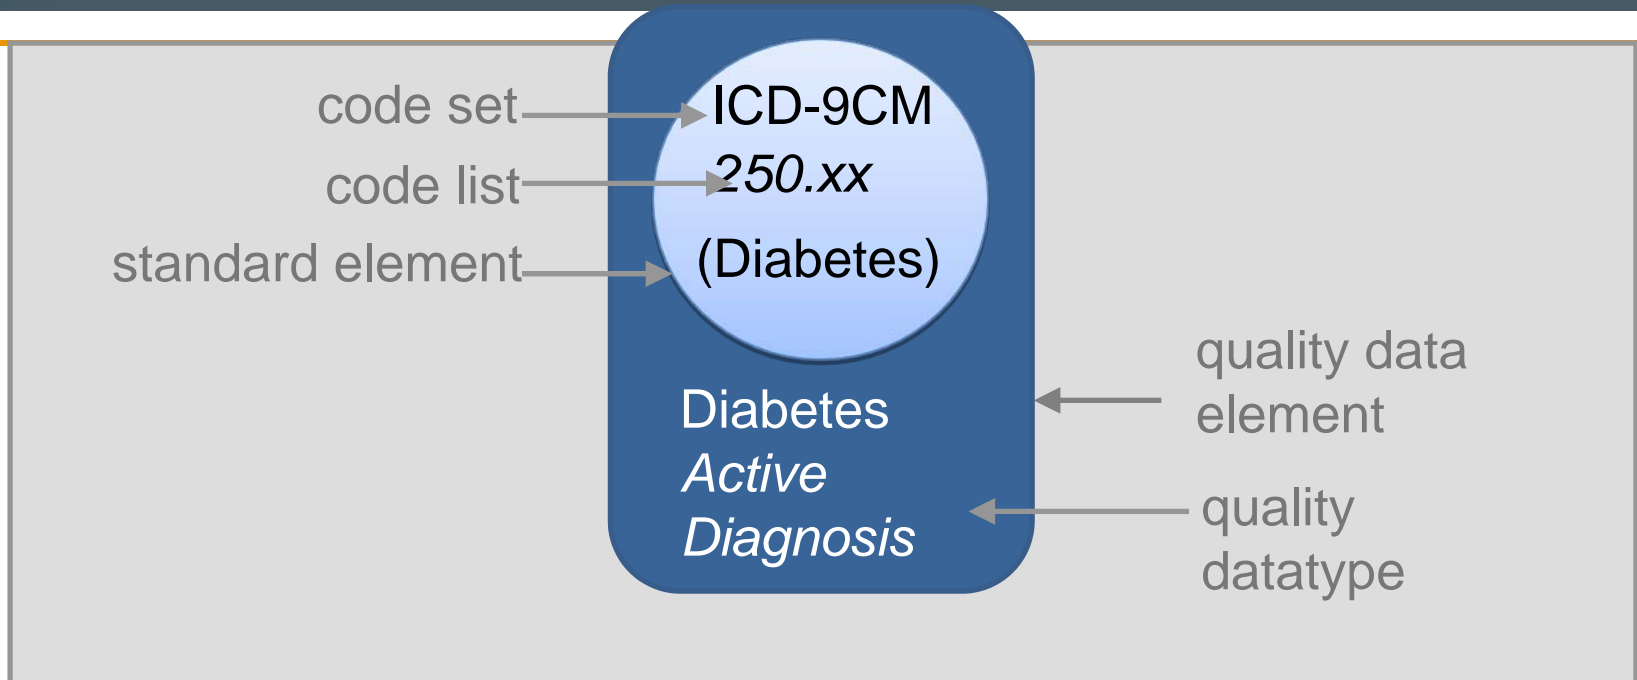 code set
ICD-9CM
code list
250.xx
standard element
(Diabetes)
quality data
element
Diabetes
Active
Diagnosis
quality
datatype